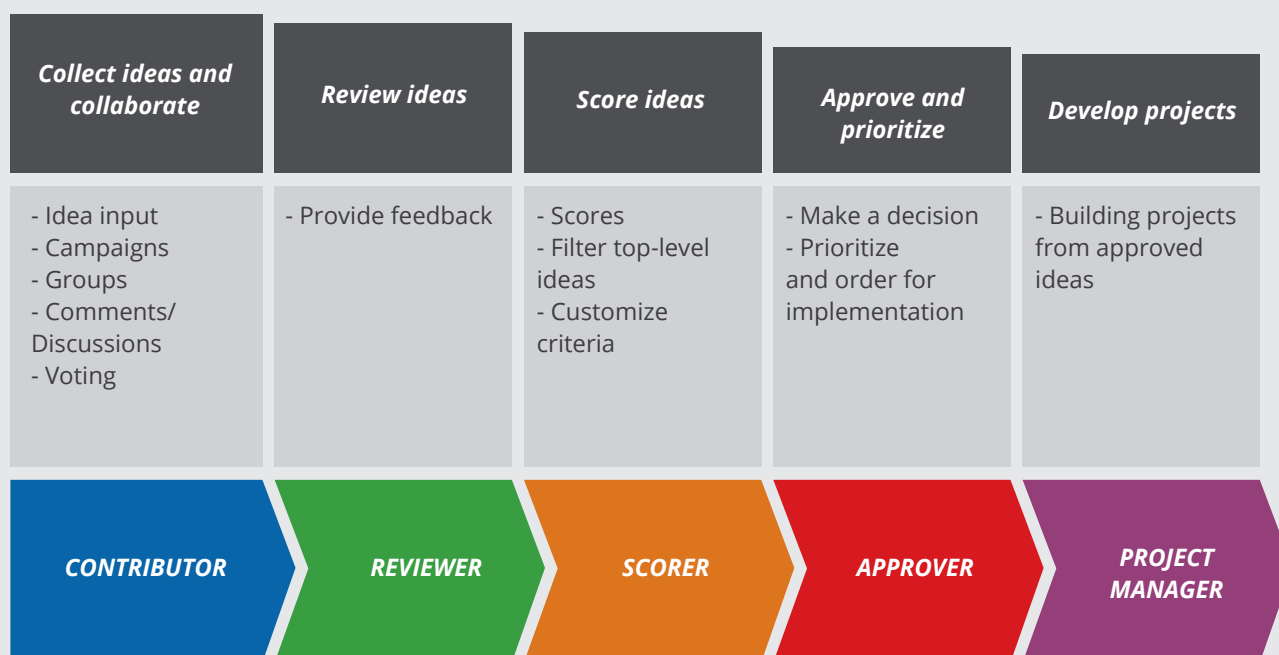 Collect ideas and
collaborate
Review ideas
Score ideas
Approve and
prioritize
Develop projects
- Idea input
- Campaigns
- Groups
- Comments/
Discussions
- Voting
- Provide feedback
- Scores
- Filter top-level
ideas
- Customize
criteria
- Make a decision
- Prioritize
and order for
implementation
- Building projects
from approved
ideas
CONTRIBUTOR
REVIEWER
SCORER
APPROVER
PROJECT
MANAGER